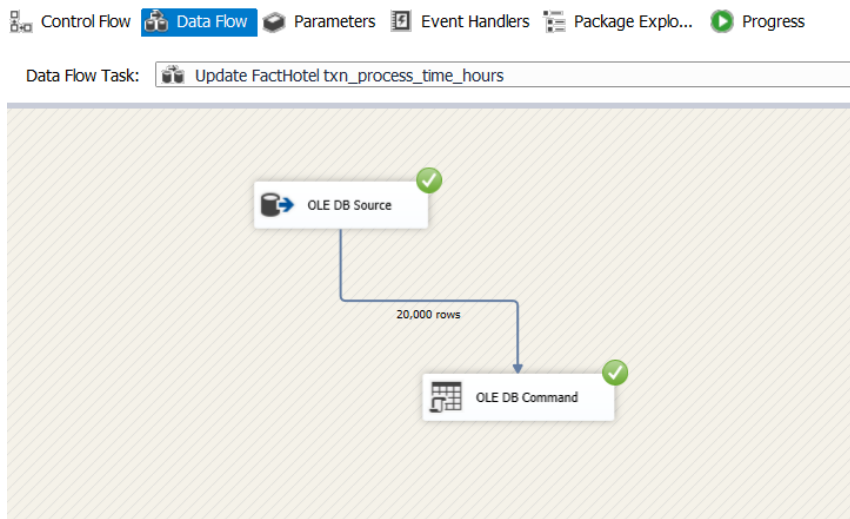 Control Flow Data Flow Parameters Event Handlers Package Explo... Progress
Data Flow Task: Update FactHotel txn_process_time_hours
OLE DB Source
20,000 rows
OLE DB Command